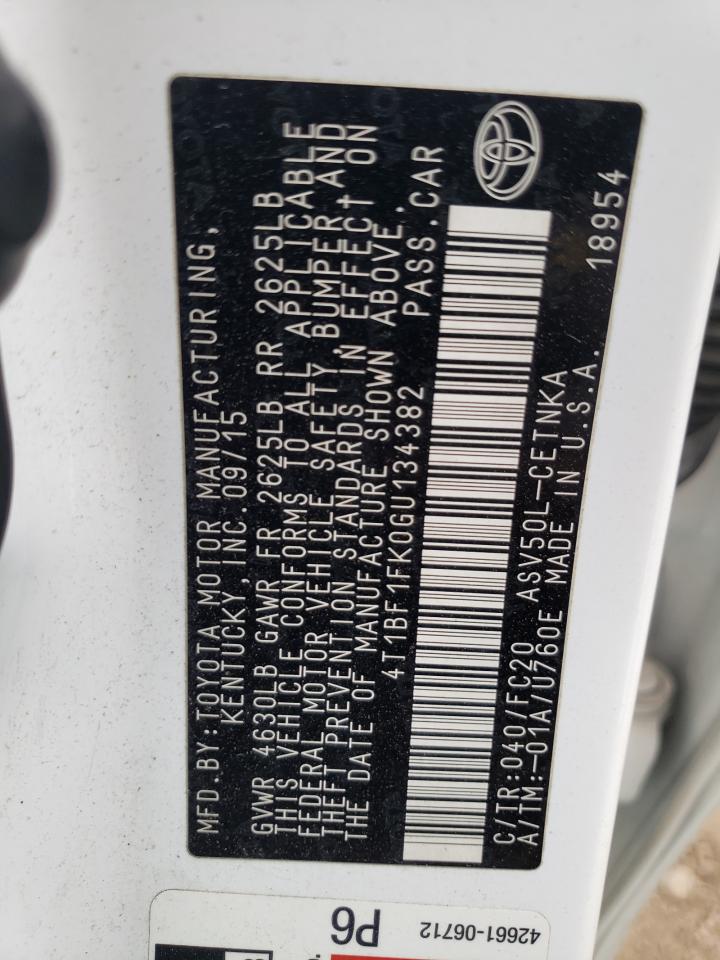 MFD.BY:TOYOTA MOTOR MANUFACTURING,
KENTUCKY, INC.09/15
GVWR 4630LB GAWR FR 2625LB RR 2625LB
THIS VEHICLE CONFORMS TO ALL APPLICABLE
FEDERAL MOTOR VEHICLE SAFETY, BUMPER, AND
THEFT PREVENTION STANDARDS IN EFFECT ON
THE DATE OF MANUFACTURE SHOWN ABOVE.
4T1BF1FK0GU134382 PASS.CAR
C/TR:040/FC20 ASV50L-CETNKA
A/TM:-01A/U760E MADE IN U.S.A. 18954
P6
42661-06712